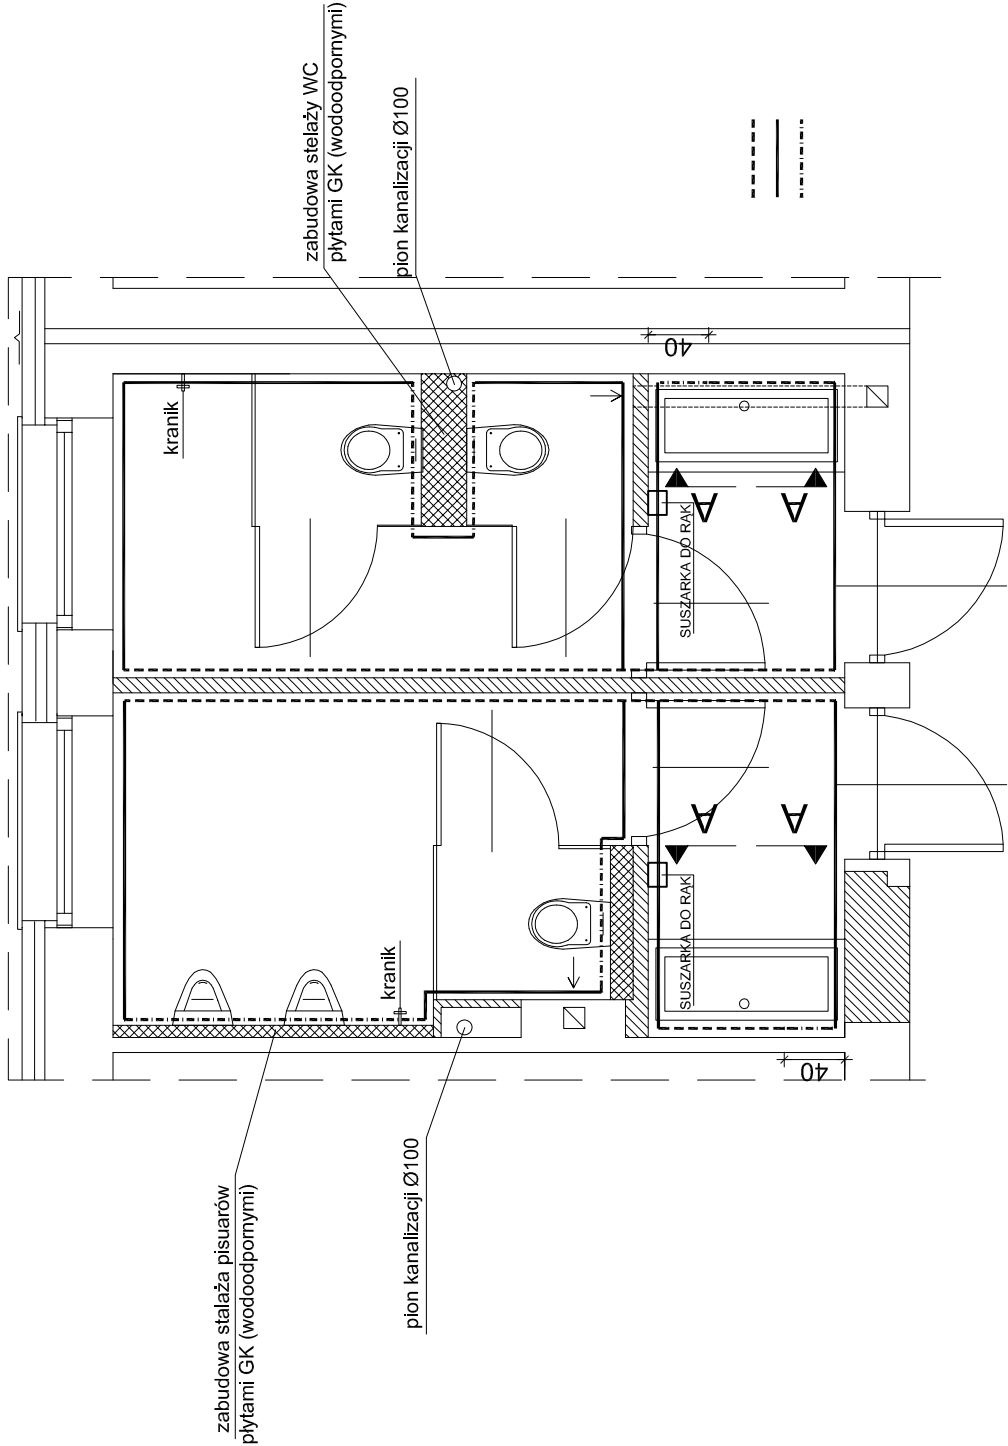 zabudowa stelaży WC
płytami GK (wodoodpornymi)
pion kanalizacji Ø100
40
kranik
SUSZARKA DO RĄK
A
A
A
A
SUSZARKA DO RĄK
kranik
40
zabudowa stalaża pisuarów
płytami GK (wodoodpornymi)
pion kanalizacji Ø100